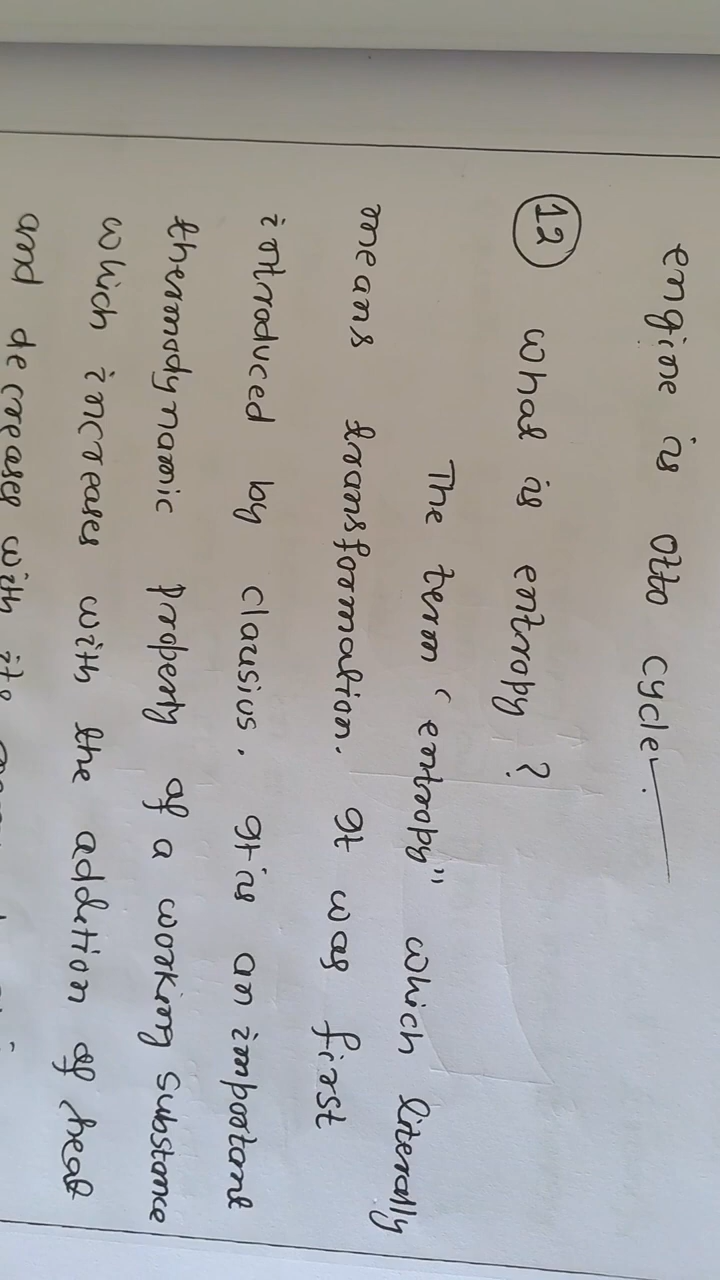 engine is Otto cycle.
12 What is entropy ?
The term "entropy" which literally
means transformation. It was first
introduced by clausius. It is an important
thermodynamic property of a working substance
which increases with the addition of heat
and decreases with its